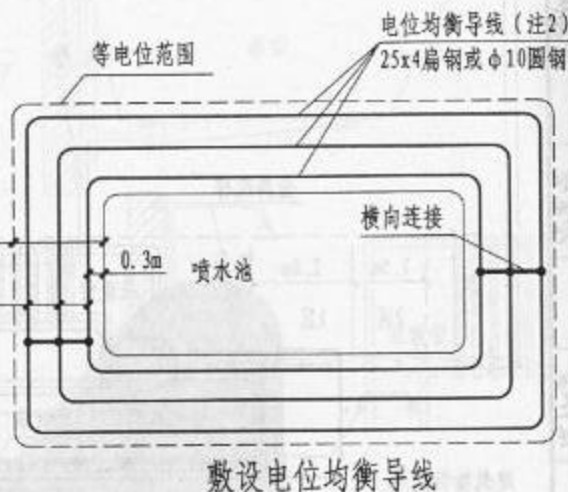 电位均衡导线（注2）
等电位范围
25x4扁钢或φ10圆钢
横向连接
0.3m
喷水池
敷设电位均衡导线